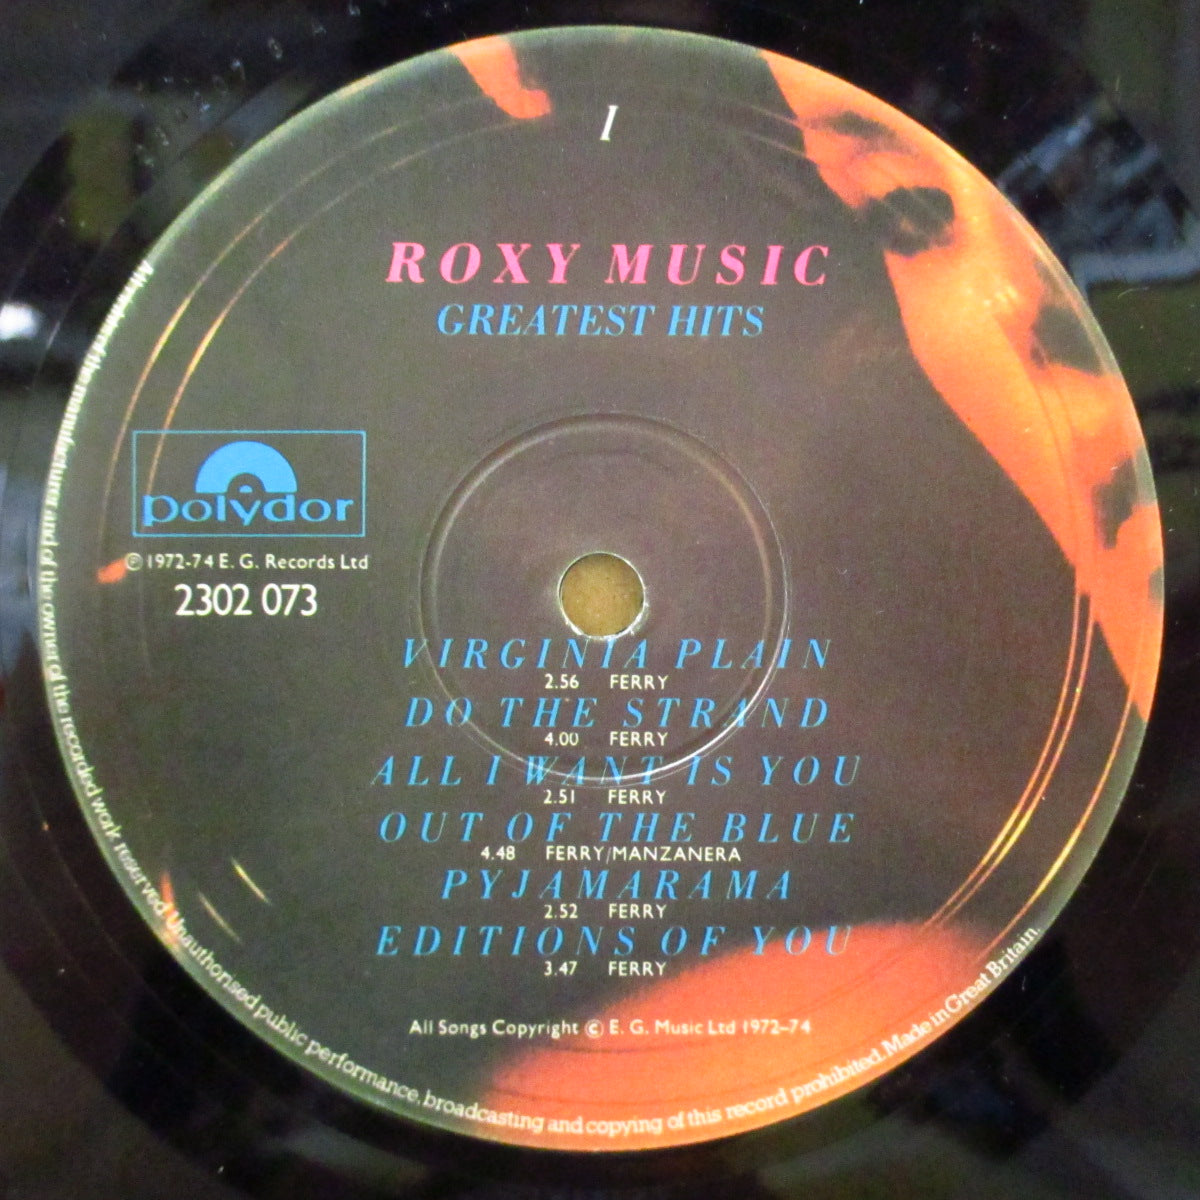 I
ROXY MUSIC
GREATEST HITS
polydor
℗ 1972-74 E. G. Records Ltd
2302 073
VIRGINIA PLAIN
2.56 FERRY
DO THE STRAND
4.00 FERRY
ALL I WANT IS YOU
2.51 FERRY
OUT OF THE BLUE
4.48 FERRY/MANZANERA
PYJAMARAMA
2.52 FERRY
EDITIONS OF YOU
3.47 FERRY
All Songs Copyright © E. G. Music Ltd 1972-74
All rights of the manufacturer and of the owner of the recorded work reserved Unauthorised public performance, broadcasting and copying of this record prohibited. Made in Great Britain.